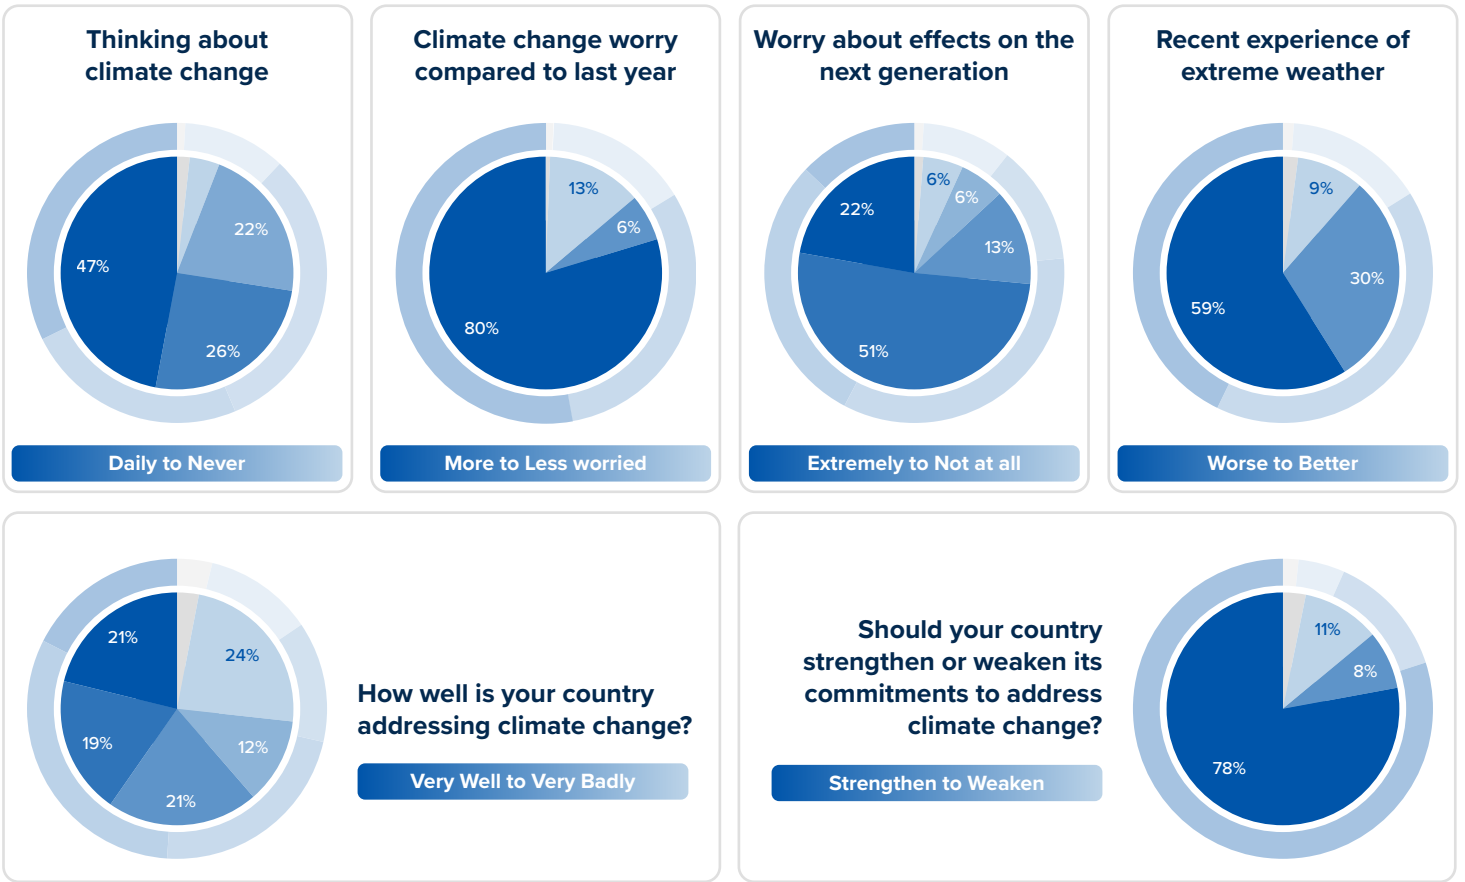 Thinking about
climate change
22%
47%
26%
Daily to Never
Climate change worry
compared to last year
13%
6%
80%
More to Less worried
Worry about effects on the
next generation
6%
6%
22%
13%
51%
Extremely to Not at all
Recent experience of
extreme weather
9%
30%
59%
Worse to Better
21%
24%
19%
12%
21%
How well is your country
addressing climate change?
Very Well to Very Badly
Should your country
strengthen or weaken its
commitments to address
climate change?
Strengthen to Weaken
11%
8%
78%